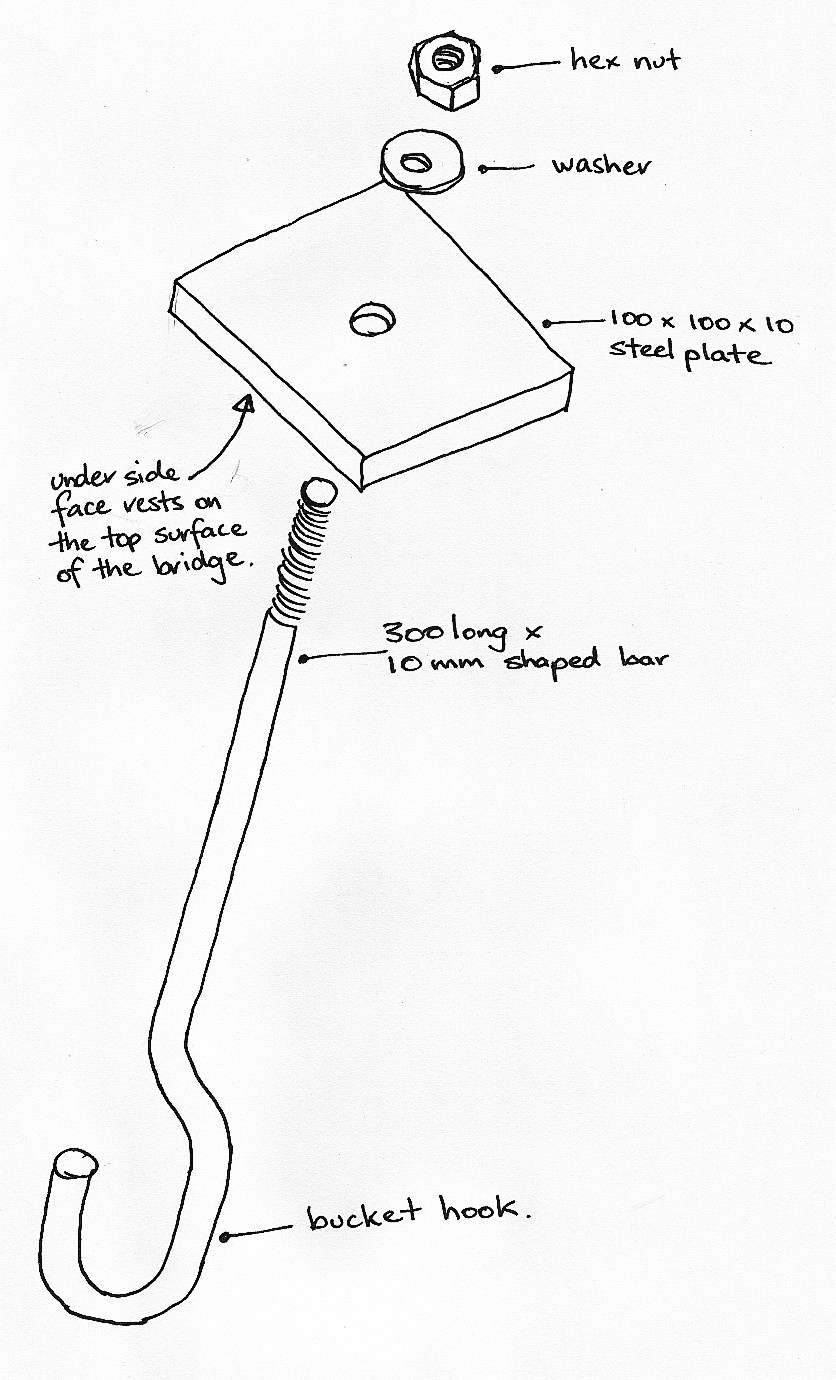 hex nut
washer
100 x 100 x 10
steel plate
under side
face rests on
the top surface
of the bridge.
300 long x
10 mm shaped bar
bucket hook.